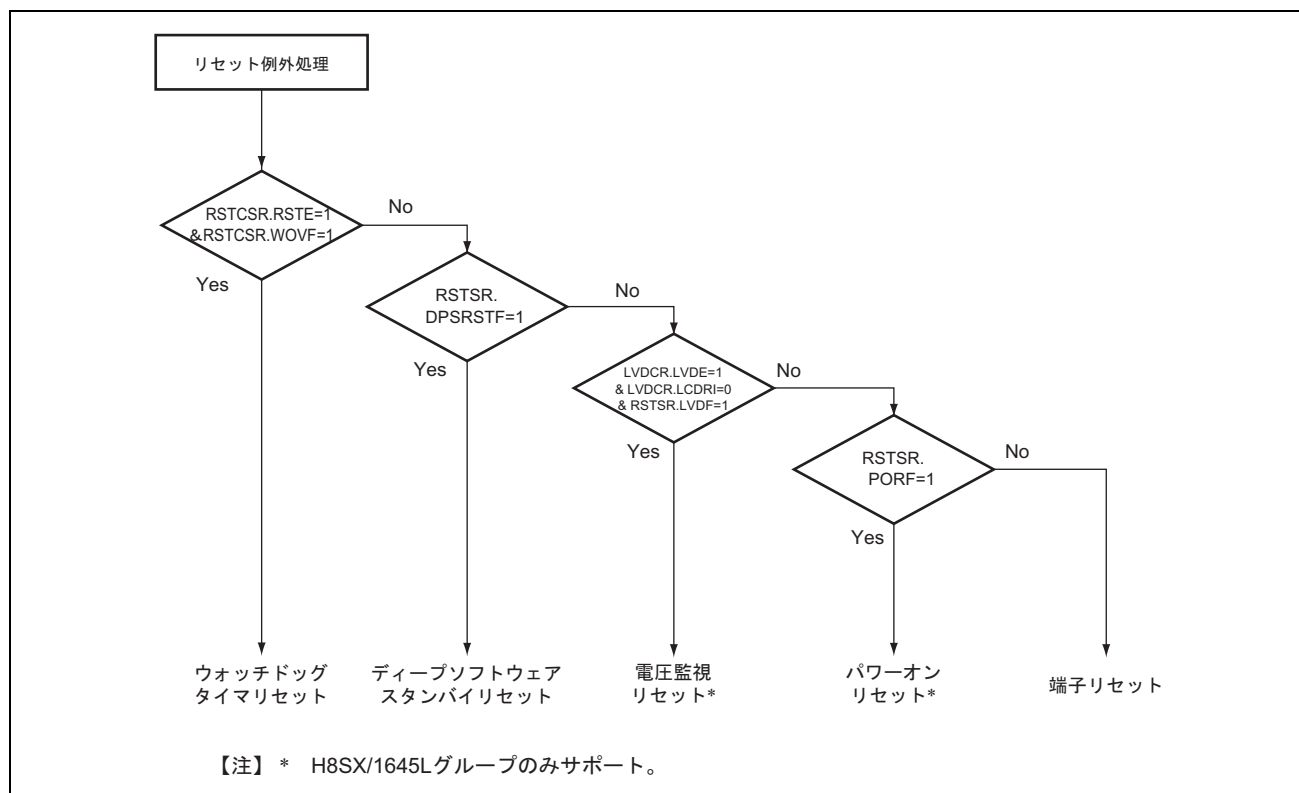 リセット例外処理
RSTCSR.RSTE=1
&RSTCSR.WOVF=1
No
Yes
RSTSR.
DPSRSTF=1
No
Yes
LVDCR.LVDE=1
& LVDCR.LCDRI=0
& RSTSR.LVDF=1
No
Yes
RSTSR.
PORF=1
No
Yes
ウォッチドッグ
タイマリセット
ディープソフトウェア
スタンバイリセット
電圧監視
リセット*
パワーオン
リセット*
端子リセット
【注】 * H8SX/1645Lグループのみサポート。